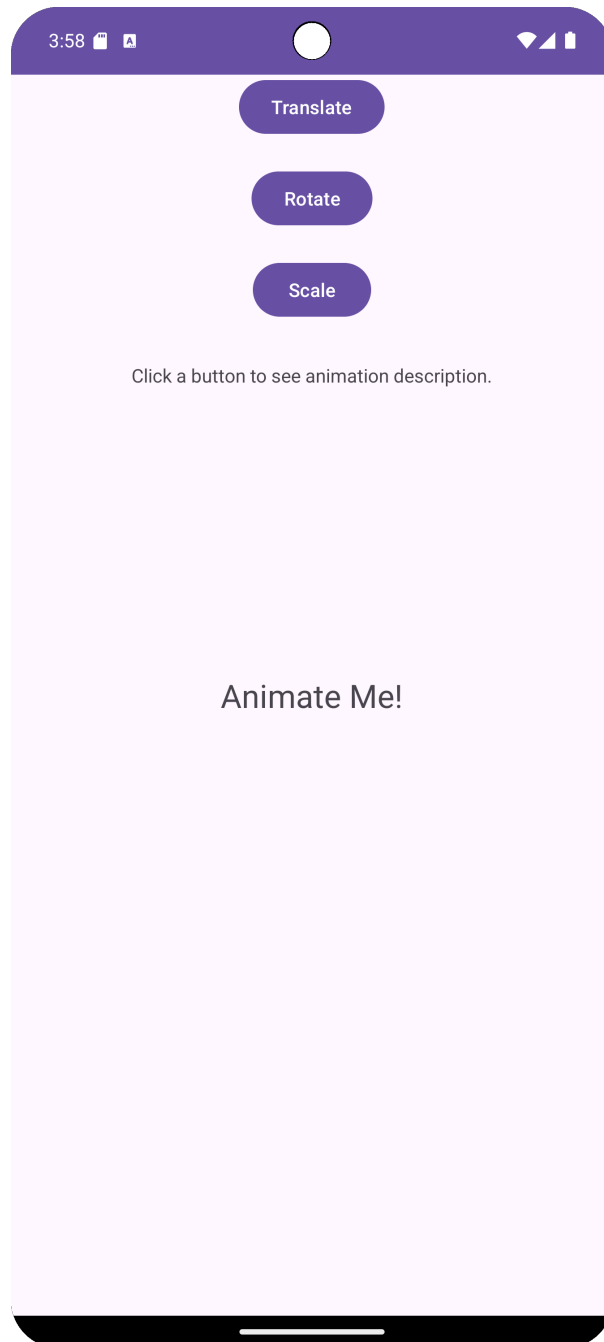 3:58
Translate
Rotate
Scale
Click a button to see animation description.
Animate Me!